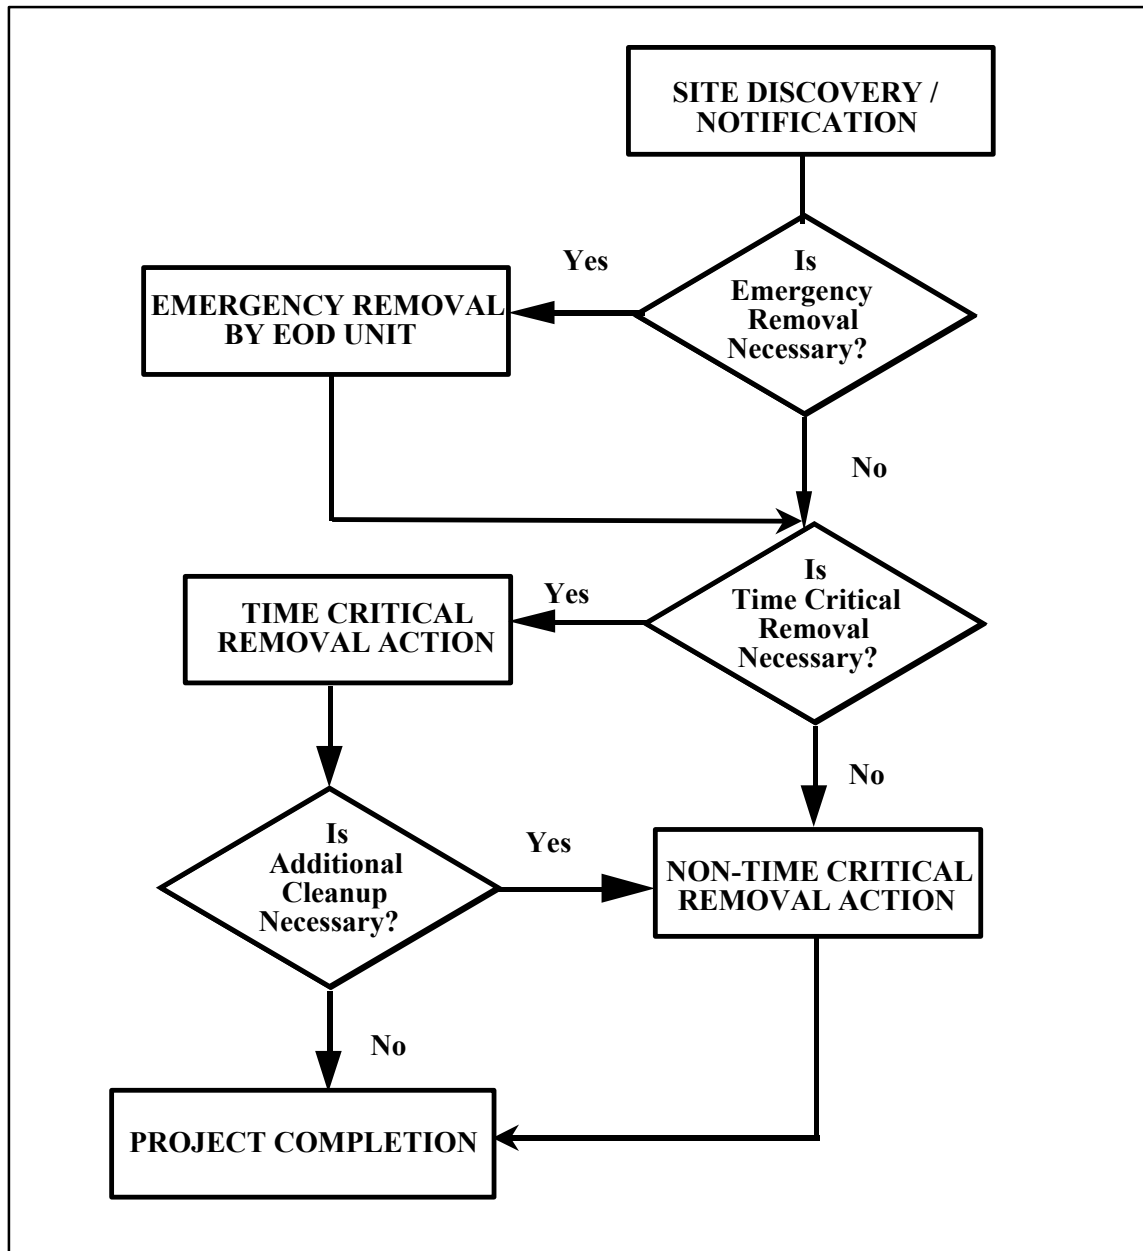 SITE DISCOVERY /
NOTIFICATION
Yes
Is
Emergency
Removal
Necessary?
EMERGENCY REMOVAL
BY EOD UNIT
No
Is
Time Critical
Removal
Necessary?
Yes
TIME CRITICAL
REMOVAL ACTION
No
Is
Additional
Cleanup
Necessary?
Yes
NON-TIME CRITICAL
REMOVAL ACTION
No
PROJECT COMPLETION